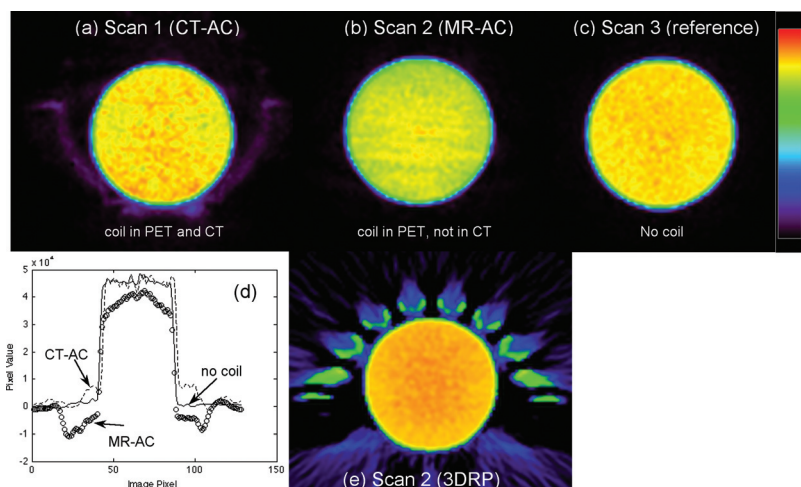 (a) Scan 1 (CT-AC)
(b) Scan 2 (MR-AC)
(c) Scan 3 (reference)
coil in PET and CT
coil in PET, not in CT
No coil
x 10⁴
5
4
3
2
1
0
-1
-2
Pixel Value
0
50
100
150
Image Pixel
(d)
CT-AC
no coil
MR-AC
(e) Scan 2 (3DRP)